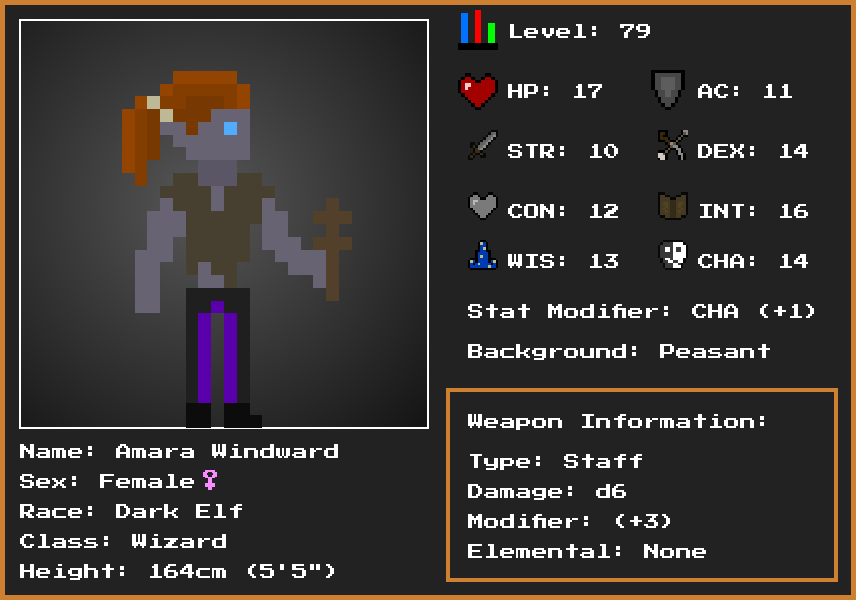 Level: 79
HP: 17
AC: 11
STR: 10
DEX: 14
CON: 12
INT: 16
WIS: 13
CHA: 14
Stat Modifier: CHA (+1)
Background: Peasant
Weapon Information:
Type: Staff
Damage: d6
Modifier: (+3)
Elemental: None
Name: Amara Windward
Sex: Female♀
Race: Dark Elf
Class: Wizard
Height: 164cm (5'5")